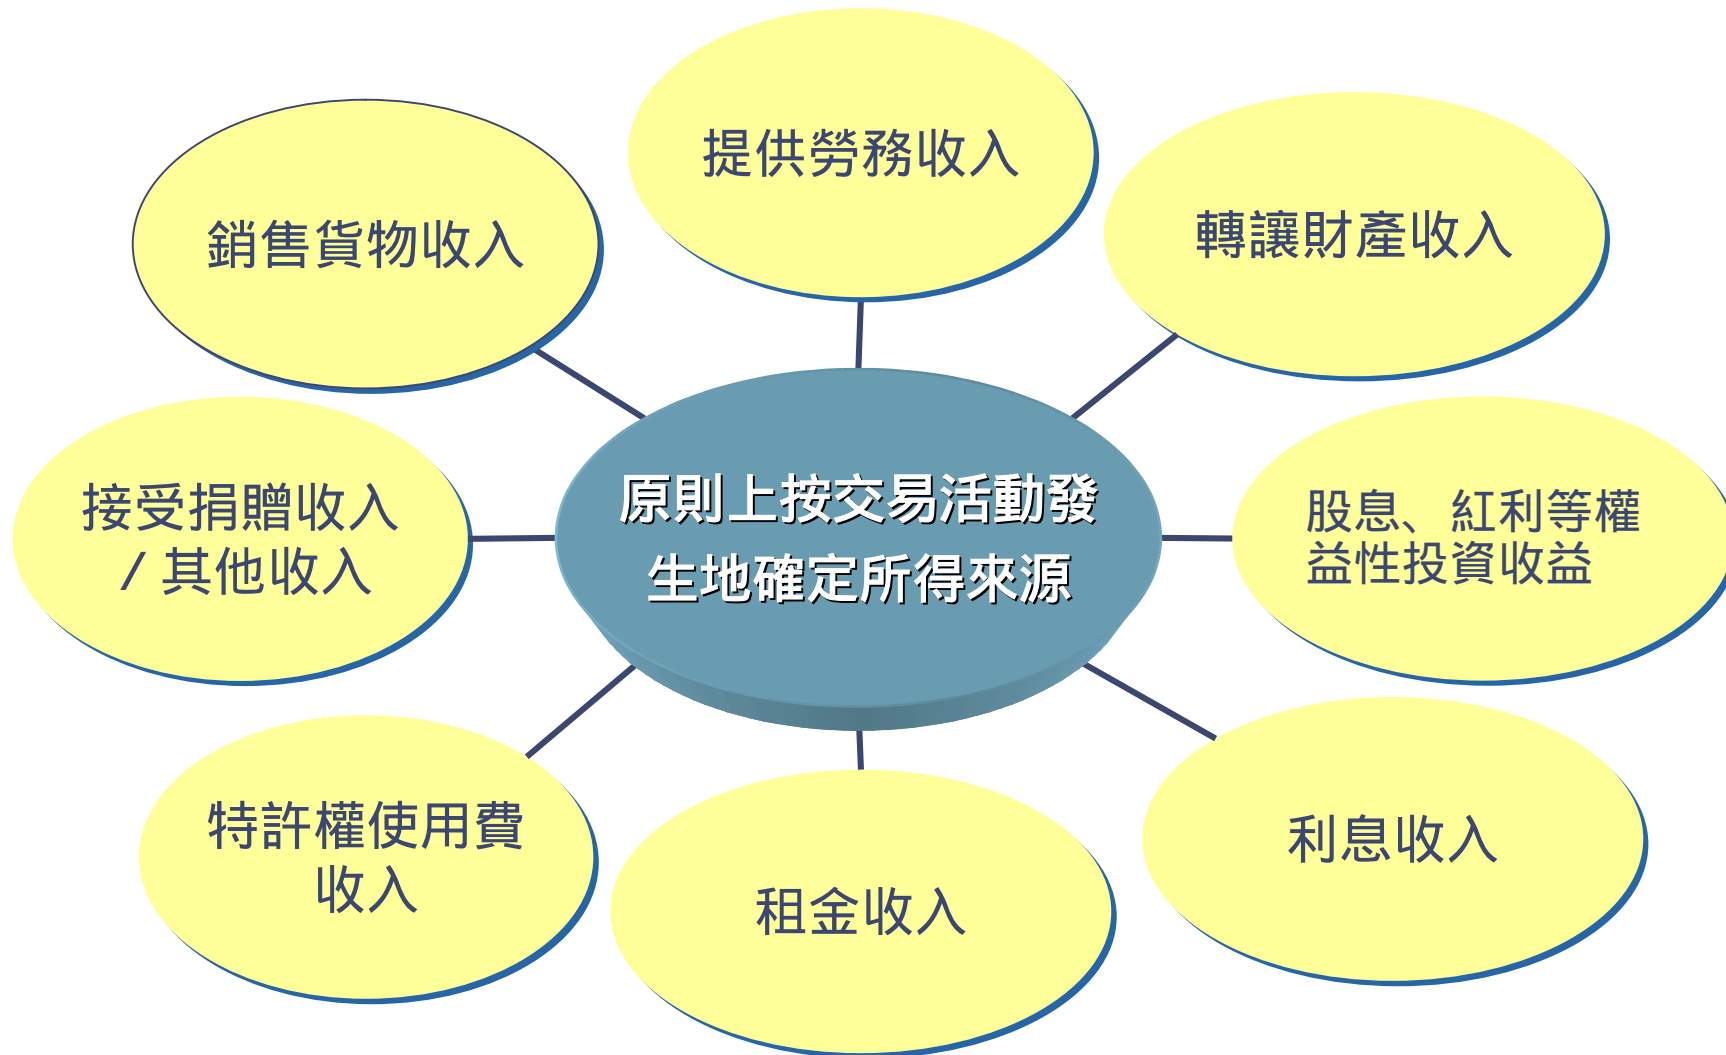 提供勞務收入
銷售貨物收入
轉讓財產收入
原則上按交易活動發
生地確定所得來源
接受捐贈收入
/ 其他收入
股息、紅利等權
益性投資收益
特許權使用費
收入
租金收入
利息收入